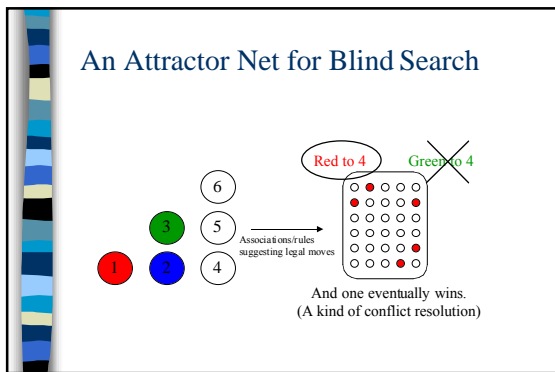 An Attractor Net for Blind Search
Red to 4
Green to 4
6
3
5
Associations/rules
suggesting legal moves
1
2
4
And one eventually wins.
(A kind of conflict resolution)